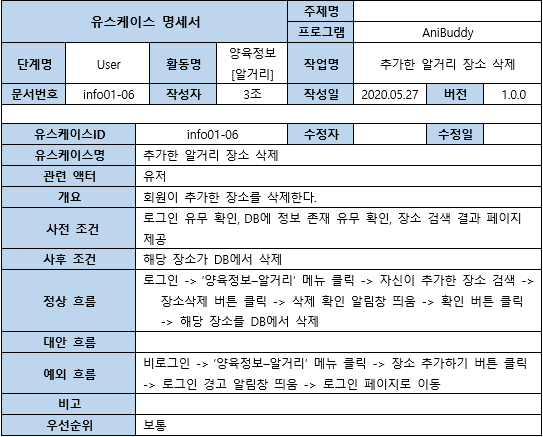 유스케이스 명세서 주제명
프로그램 AniBuddy
단계명 User 활동명 양육정보 [알거리] 작업명 추가한 알거리 장소 삭제
문서번호 info01-06 작성자 3조 작성일 2020.05.27 버전 1.0.0
유스케이스ID info01-06 수정자 수정일
유스케이스명 추가한 알거리 장소 삭제
관련 액터 유저
개요 회원이 추가한 장소를 삭제한다.
사전 조건 로그인 유무 확인, DB에 정보 존재 유무 확인, 장소 검색 결과 페이지
제공
사후 조건 해당 장소가 DB에서 삭제
정상 흐름 로그인 -> ‘양육정보–알거리’ 메뉴 클릭 -> 자신이 추가한 장소 검색 ->
장소삭제 버튼 클릭 -> 삭제 확인 알림창 띄움 -> 확인 버튼 클릭
-> 해당 장소를 DB에서 삭제
대안 흐름
예외 흐름 비로그인 -> ‘양육정보–알거리’ 메뉴 클릭 -> 장소 추가하기 버튼 클릭
-> 로그인 경고 알림창 띄움 -> 로그인 페이지로 이동
비고
우선순위 보통